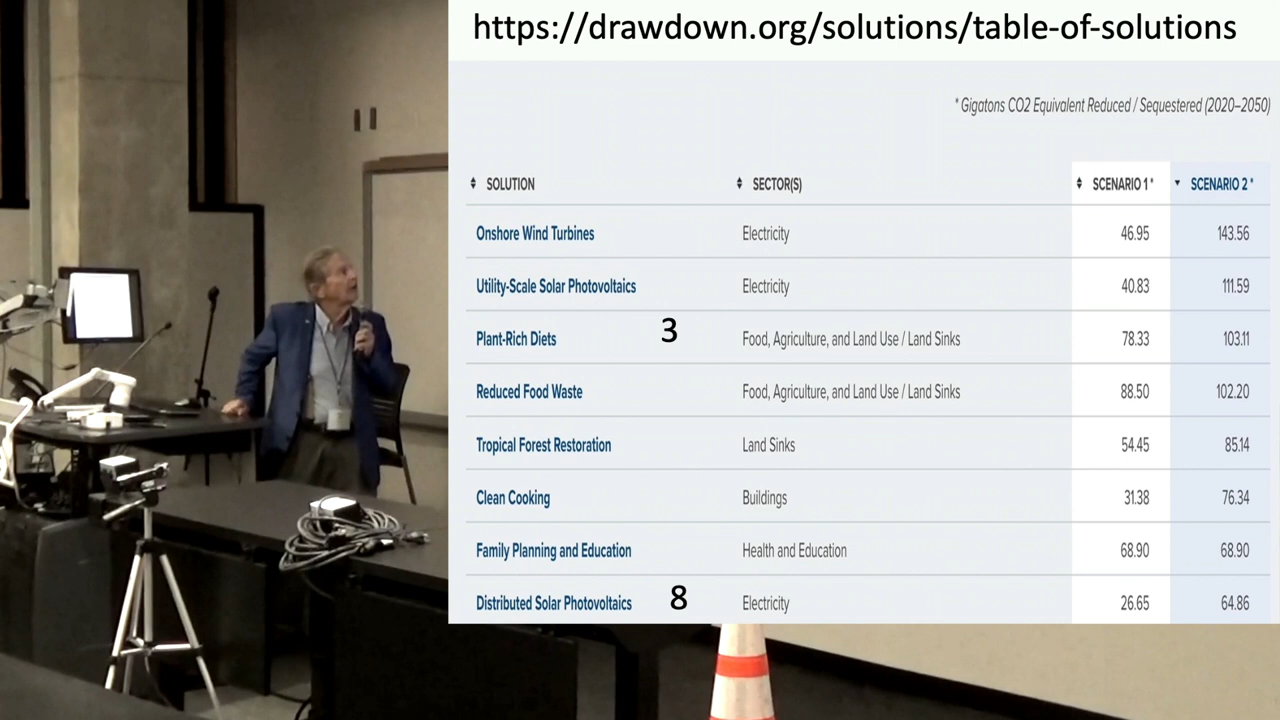 https://drawdown.org/solutions/table-of-solutions
* Gigatons CO2 Equivalent Reduced / Sequestered (2020–2050)
SOLUTION SECTOR(S) SCENARIO 1 * SCENARIO 2 *
Onshore Wind Turbines Electricity 46.95 143.56
Utility-Scale Solar Photovoltaics Electricity 40.83 111.59
Plant-Rich Diets 3 Food, Agriculture, and Land Use / Land Sinks 78.33 103.11
Reduced Food Waste Food, Agriculture, and Land Use / Land Sinks 88.50 102.20
Tropical Forest Restoration Land Sinks 54.45 85.14
Clean Cooking Buildings 31.38 76.34
Family Planning and Education Health and Education 68.90 68.90
Distributed Solar Photovoltaics 8 Electricity 26.65 64.86